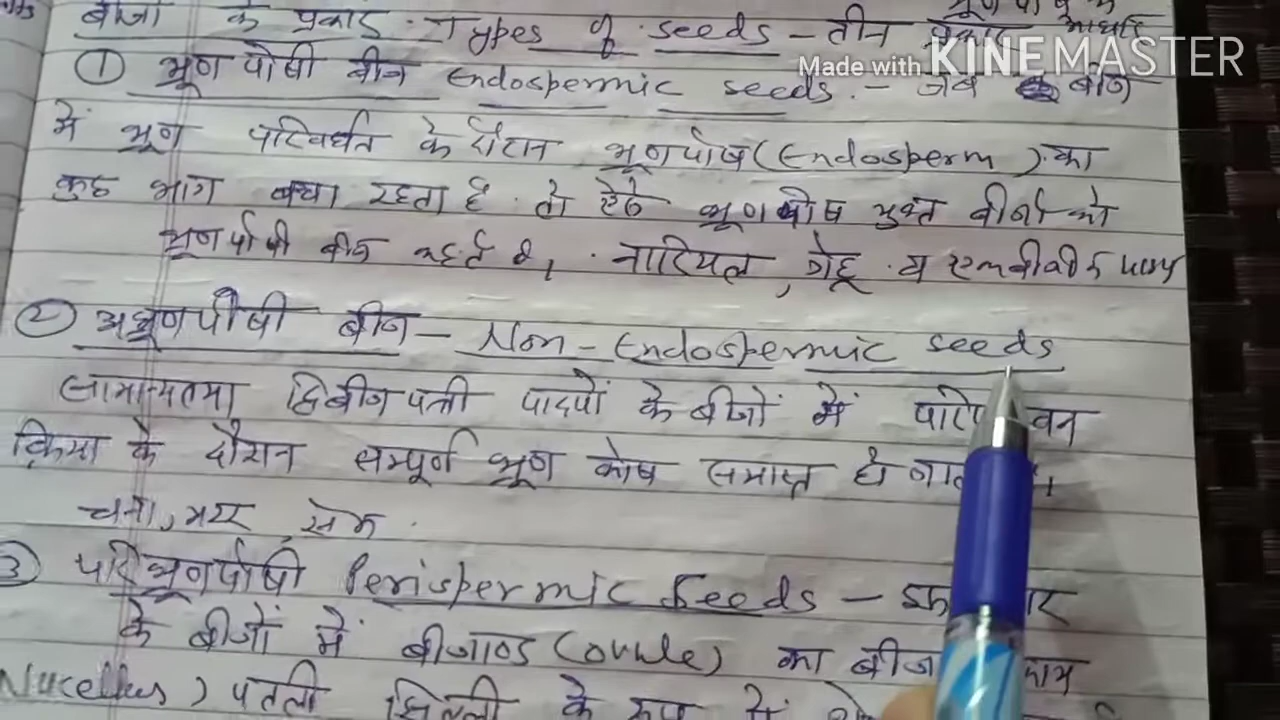 बीजों के प्रकार . Types of seeds - तीन प्रकार
Made with KINEMASTER
① भ्रूणपोषी बीज Endospermic seeds. - जब बीज
में भ्रूण परिवर्धन के दौरान भ्रूणपोष (Endosperm) का
कुछ भाग बचा रहता है तो ऐसे भ्रूणपोष युक्त बीजों को
भ्रूणपोषी बीज कहते है, नारियल, गेहू व
② अभ्रूणपोषी बीज - Non-Endospermic seeds
सामान्यतया द्विबीजपत्री पादपों के बीजों में
क्रिया के दौरान सम्पूर्ण भ्रूण कोष समाप्त हो
चना, मटर, सेम .
3 परिभ्रूणपोषी Perispermic Seeds -
के बीजों में बीजाण्ड (ovule) का
Nucellus) पतली झिल्ली के रूप में